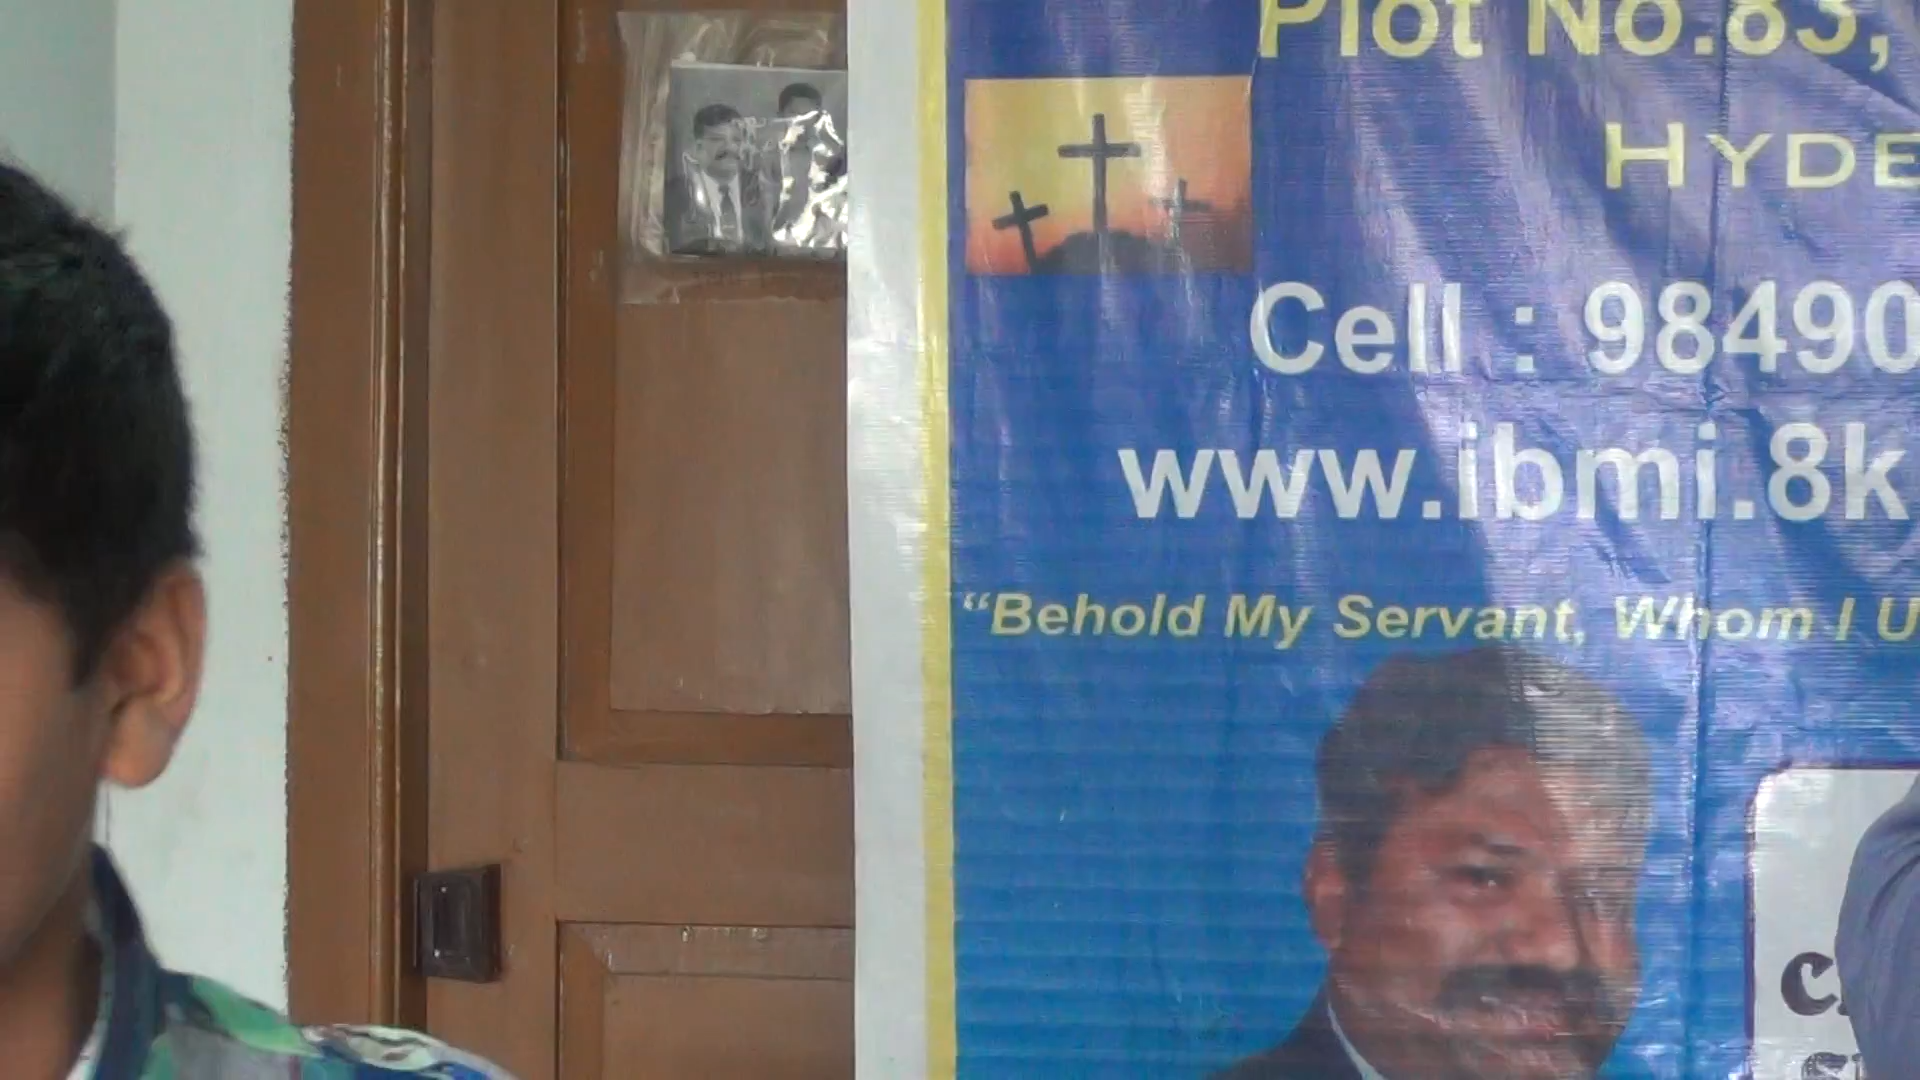 Plot No.83,
HYDE
Cell : 98490
www.ibmi.8k
“Behold My Servant, Whom I U